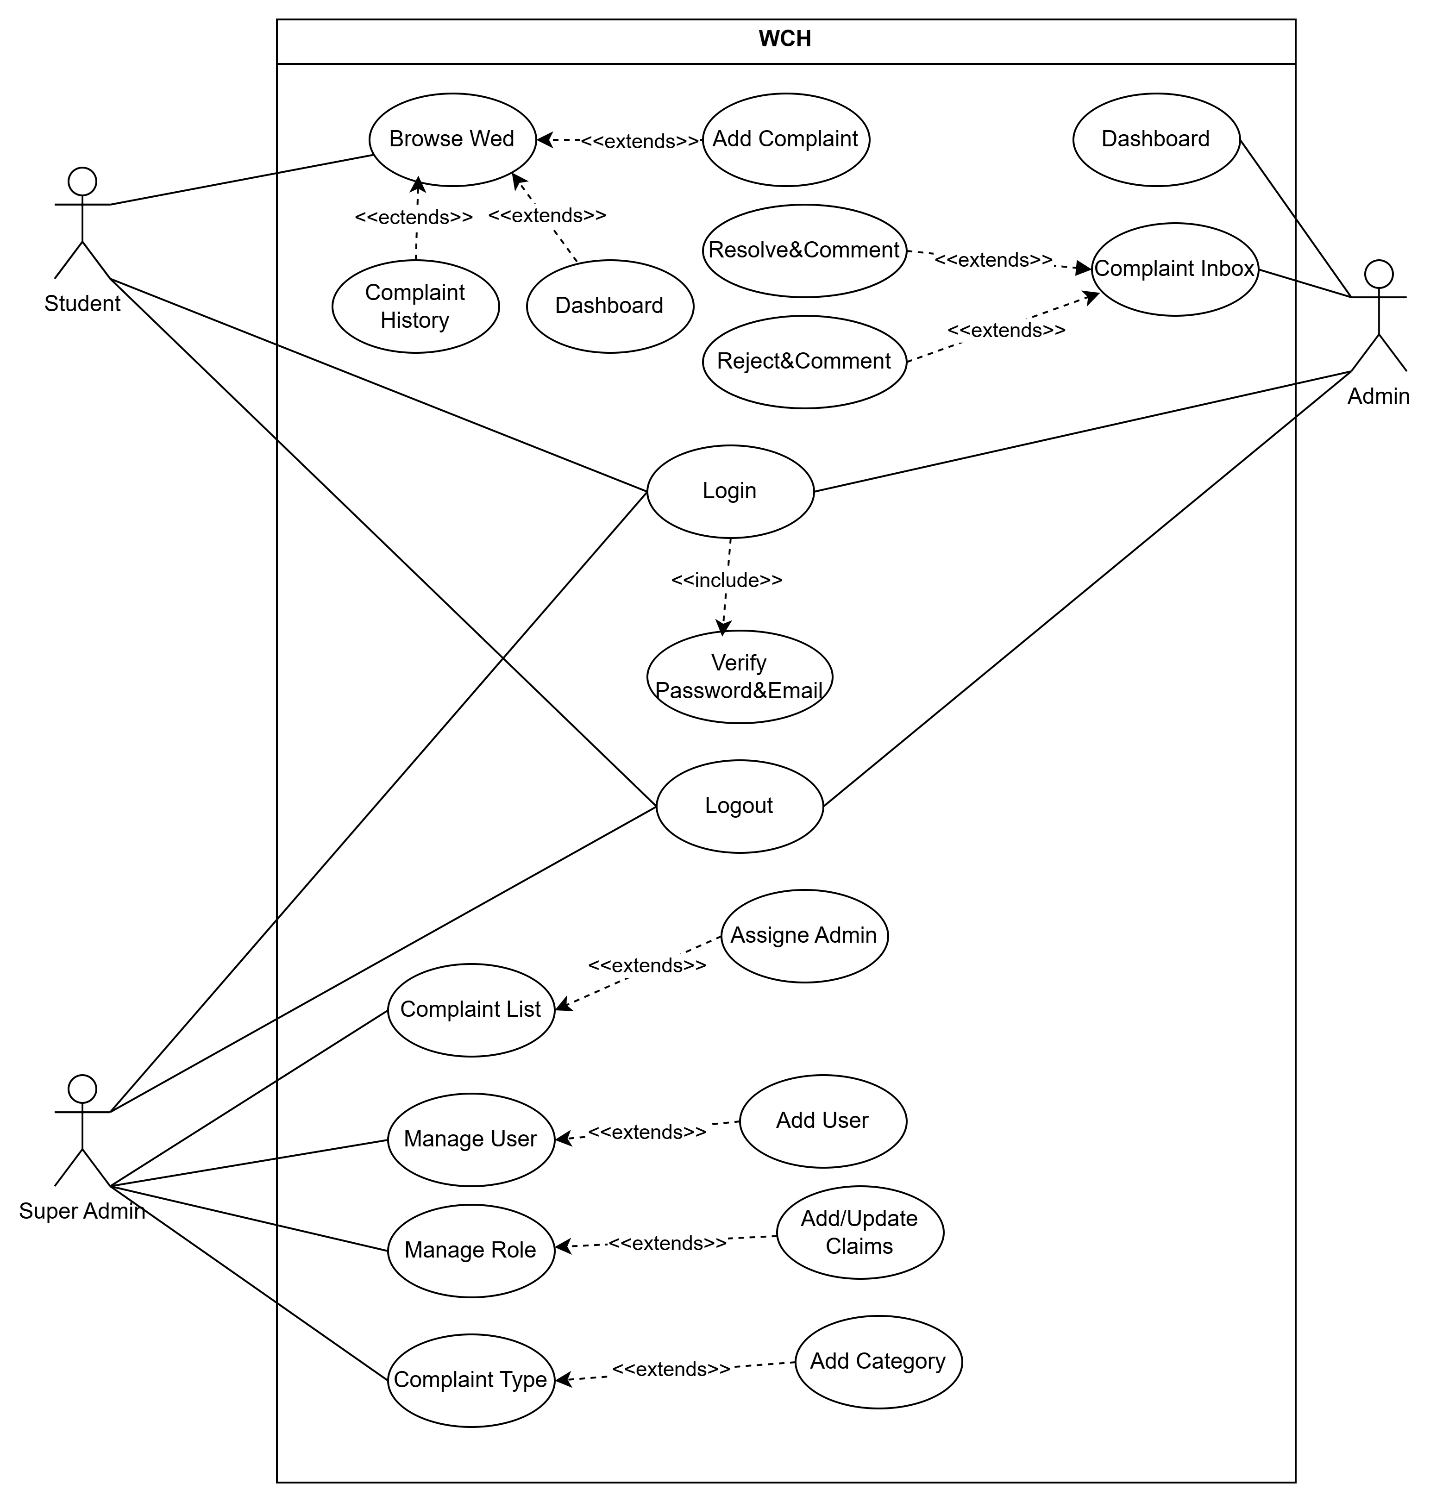 WCH
Browse Wed
<<extends>>
Add Complaint
Dashboard
<<ectends>>
<<extends>>
Resolve&Comment
<<extends>>
Complaint Inbox
Complaint
History
Dashboard
Student
<<extends>>
Reject&Comment
Admin
Login
<<include>>
Verify
Password&Email
Logout
Assigne Admin
<<extends>>
Complaint List
Add User
<<extends>>
Manage User
Super Admin
Add/Update
Claims
<<extends>>
Manage Role
Add Category
<<extends>>
Complaint Type